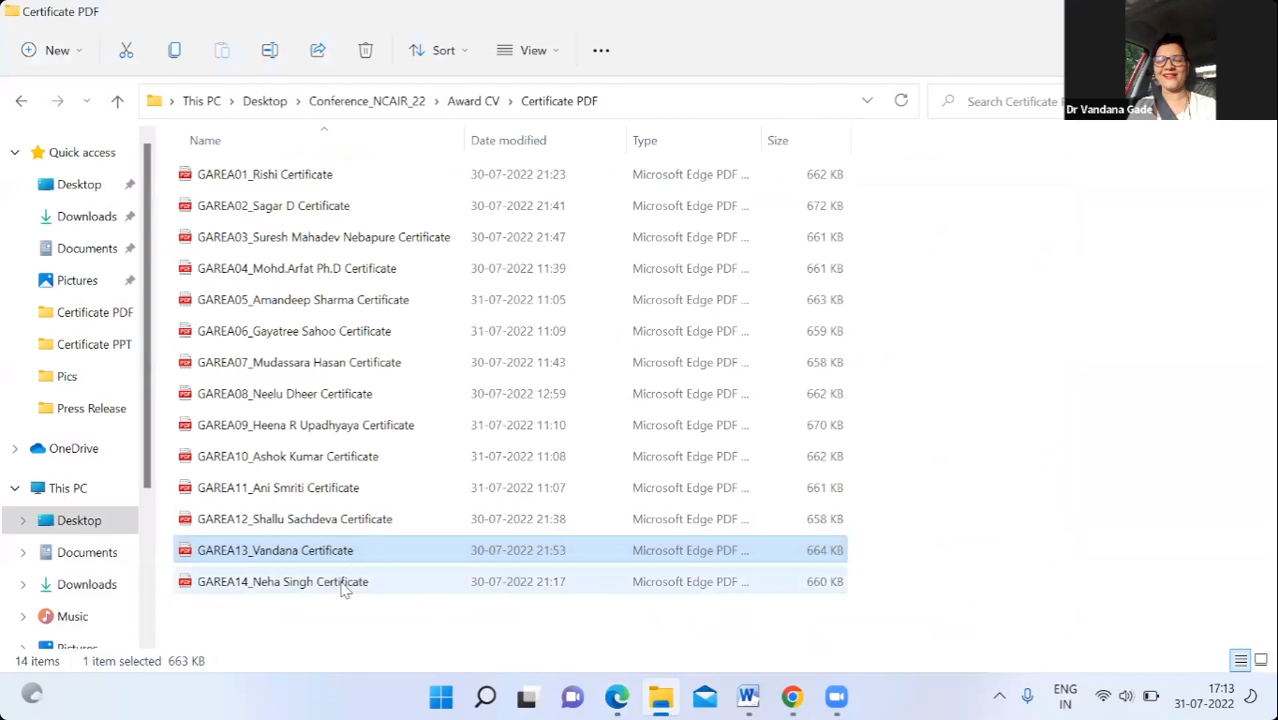 Certificate PDF
New
Sort
View
This PC > Desktop > Conference_NCAIR_22 > Award CV > Certificate PDF
Search Certificate
Dr Vandana Gade
Name Date modified Type Size
Quick access
Desktop
Downloads
Documents
Pictures
Certificate PDF
Certificate PPT
Pics
Press Release
OneDrive
This PC
Desktop
Documents
Downloads
Music
Pictures
GAREA01_Rishi Certificate 30-07-2022 21:23 Microsoft Edge PDF ... 662 KB
GAREA02_Sagar D Certificate 30-07-2022 21:41 Microsoft Edge PDF ... 672 KB
GAREA03_Suresh Mahadev Nebapure Certificate 30-07-2022 21:47 Microsoft Edge PDF ... 661 KB
GAREA04_Mohd.Arfat Ph.D Certificate 30-07-2022 11:39 Microsoft Edge PDF ... 661 KB
GAREA05_Amandeep Sharma Certificate 31-07-2022 11:05 Microsoft Edge PDF ... 663 KB
GAREA06_Gayatree Sahoo Certificate 31-07-2022 11:09 Microsoft Edge PDF ... 659 KB
GAREA07_Mudassara Hasan Certificate 30-07-2022 11:43 Microsoft Edge PDF ... 658 KB
GAREA08_Neelu Dheer Certificate 30-07-2022 12:59 Microsoft Edge PDF ... 662 KB
GAREA09_Heena R Upadhyaya Certificate 31-07-2022 11:10 Microsoft Edge PDF ... 670 KB
GAREA10_Ashok Kumar Certificate 31-07-2022 11:08 Microsoft Edge PDF ... 662 KB
GAREA11_Ani Smriti Certificate 31-07-2022 11:07 Microsoft Edge PDF ... 661 KB
GAREA12_Shallu Sachdeva Certificate 30-07-2022 21:38 Microsoft Edge PDF ... 658 KB
GAREA13_Vandana Certificate 30-07-2022 21:53 Microsoft Edge PDF ... 664 KB
GAREA14_Neha Singh Certificate 30-07-2022 21:17 Microsoft Edge PDF ... 660 KB
14 items 1 item selected 663 KB
ENG
IN
17:13
31-07-2022